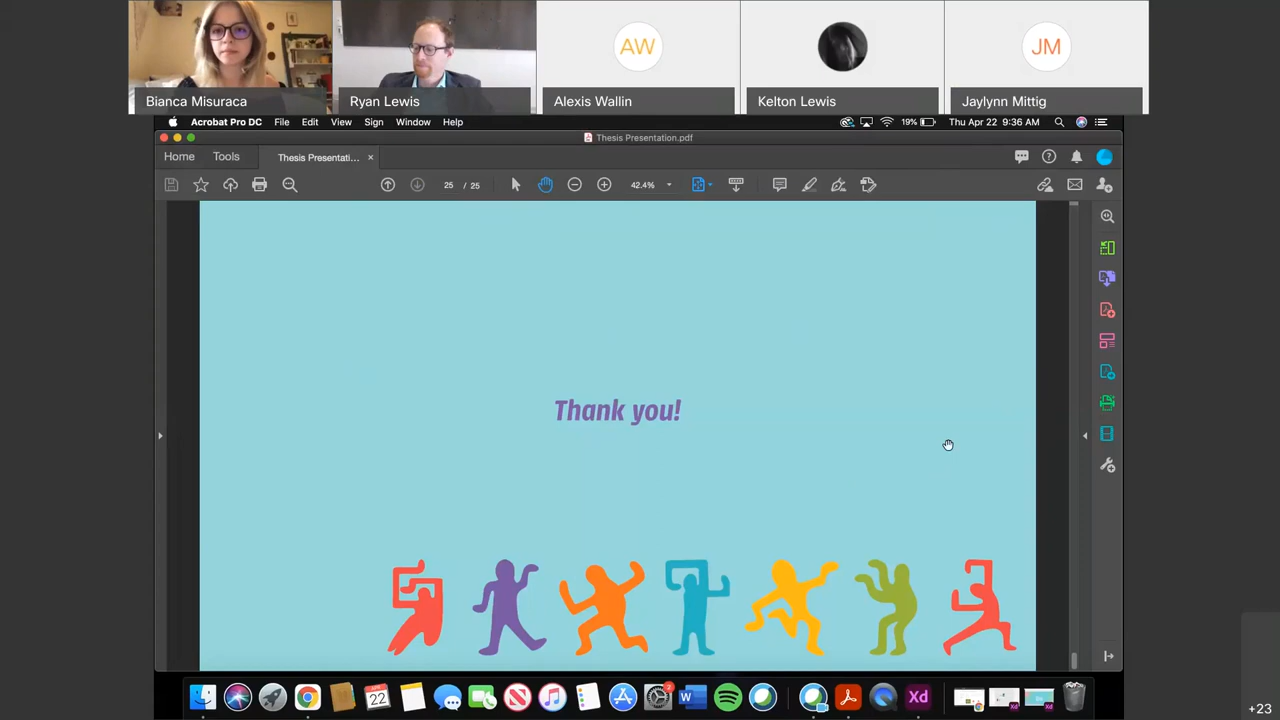 AW
JM
Bianca Misuraca
Ryan Lewis
Alexis Wallin
Kelton Lewis
Jaylynn Mittig
Acrobat Pro DC File Edit View Sign Window Help
19% Thu Apr 22 9:36 AM
Thesis Presentation.pdf
Home Tools Thesis Presentati... ×
25 / 25 42.4%
Thank you!
Xd
+23